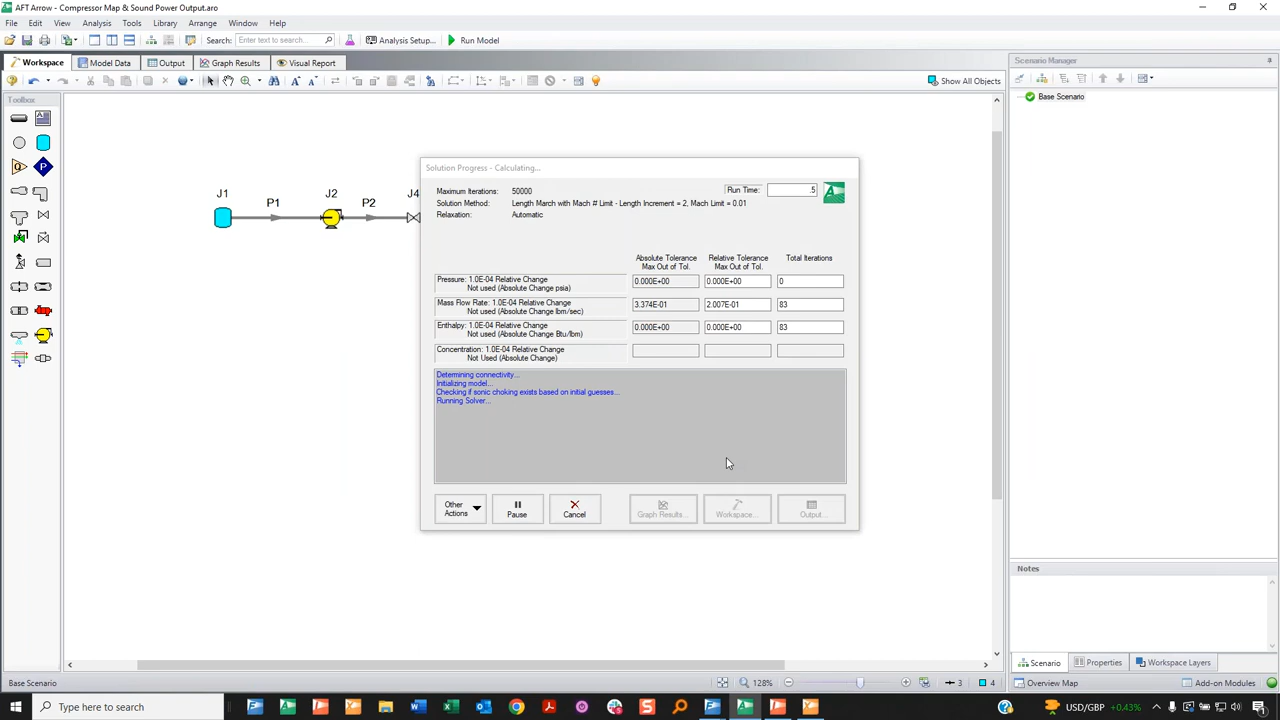 AFT Arrow - Compressor Map & Sound Power Output.aro
File Edit View Analysis Tools Library Arrange Window Help
Search: Enter text to search... Analysis Setup... Run Model
Workspace Model Data Output Graph Results Visual Report
Show All Objects
Toolbox
J1 P1 J2 P2 J4
Solution Progress - Calculating...
Maximum Iterations: 50000
Run Time: .5
Solution Method: Length March with Mach # Limit - Length Increment = 2, Mach Limit = 0.01
Relaxation: Automatic
Absolute Tolerance Relative Tolerance Total Iterations
Max Out of Tol. Max Out of Tol.
Pressure: 1.0E-04 Relative Change 0.000E+00 0.000E+00 0
Not used (Absolute Change psia)
Mass Flow Rate: 1.0E-04 Relative Change 3.374E-01 2.007E-01 83
Not used (Absolute Change lbm/sec)
Enthalpy: 1.0E-04 Relative Change 0.000E+00 0.000E+00 83
Not used (Absolute Change Btu/lbm)
Concentration: 1.0E-04 Relative Change
Not Used (Absolute Change)
Determining connectivity...
Initializing model...
Checking if sonic choking exists based on initial guesses...
Running Solver...
Other Actions
Pause
Cancel
Graph Results...
Workspace...
Output...
Scenario Manager
Base Scenario
Notes
Scenario Properties Workspace Layers
Base Scenario
128%
3
4
Overview Map
Add-on Modules
Type here to search
USD/GBP +0.43%